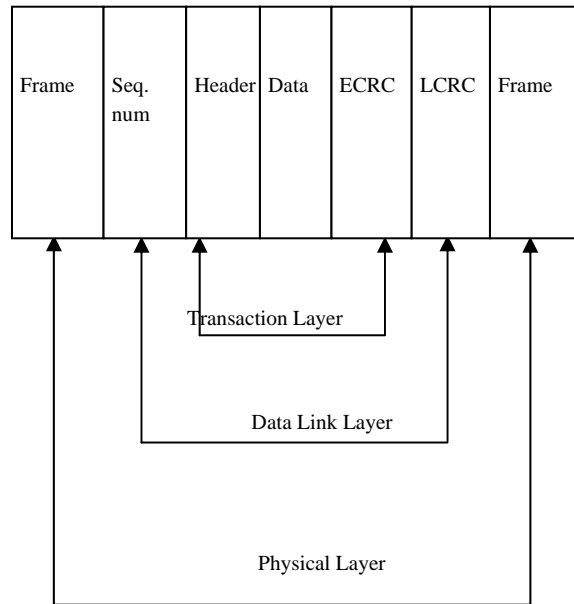 Frame Seq. Header Data ECRC LCRC Frame
num
Transaction Layer
Data Link Layer
Physical Layer